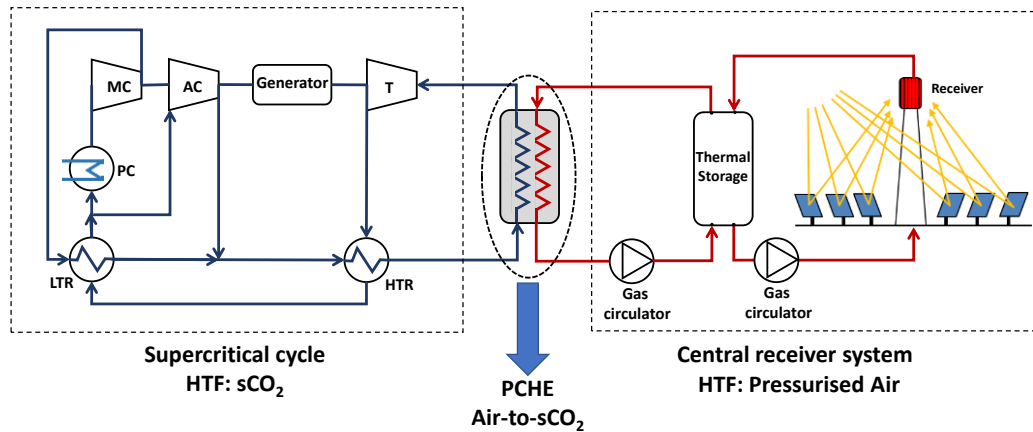 MC
AC
Generator
T
PC
LTR
HTR
Thermal
Storage
Receiver
Gas
circulator
Gas
circulator
Supercritical cycle
HTF: sCO₂
PCHE
Air-to-sCO₂
Central receiver system
HTF: Pressurised Air